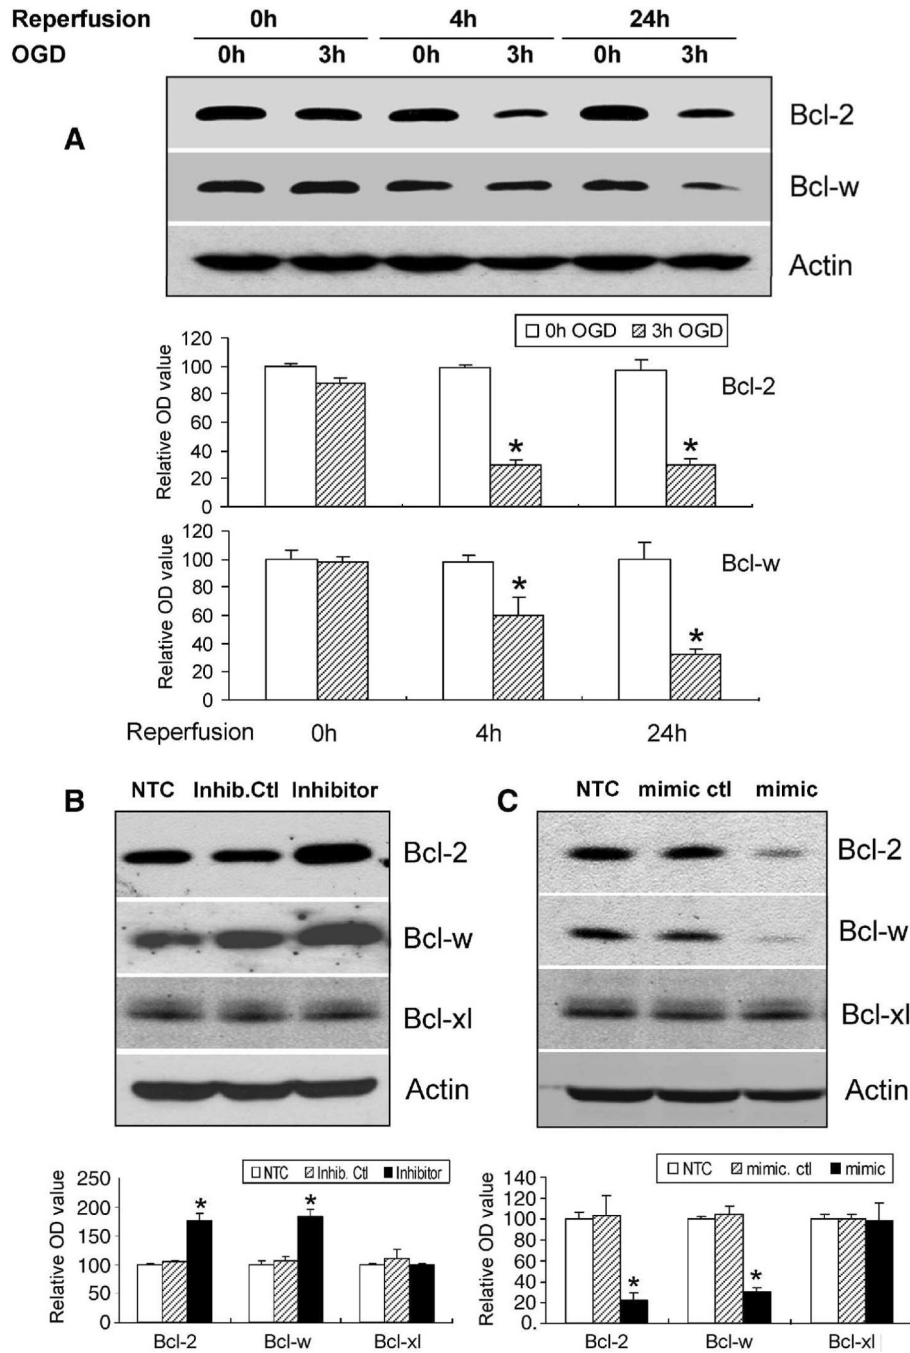 Reperfusion 0h 4h 24h
OGD 0h 3h 0h 3h 0h 3h
A
Bcl-2
Bcl-w
Actin
0h OGD 3h OGD
Relative OD value
120
100
80
60
40
20
0
* *
Bcl-2
Relative OD value
120
100
80
60
40
20
0
* *
Bcl-w
Reperfusion 0h 4h 24h
B
NTC Inhib.Ctl Inhibitor
Bcl-2
Bcl-w
Bcl-xl
Actin
NTC Inhib. Ctl Inhibitor
Relative OD value
250
200
150
100
50
0
* *
Bcl-2 Bcl-w Bcl-xl
C
NTC mimic ctl mimic
Bcl-2
Bcl-w
Bcl-xl
Actin
NTC mimic. ctl mimic
Relative OD value
140
120
100
80
60
40
20
0.
* *
Bcl-2 Bcl-w Bcl-xl